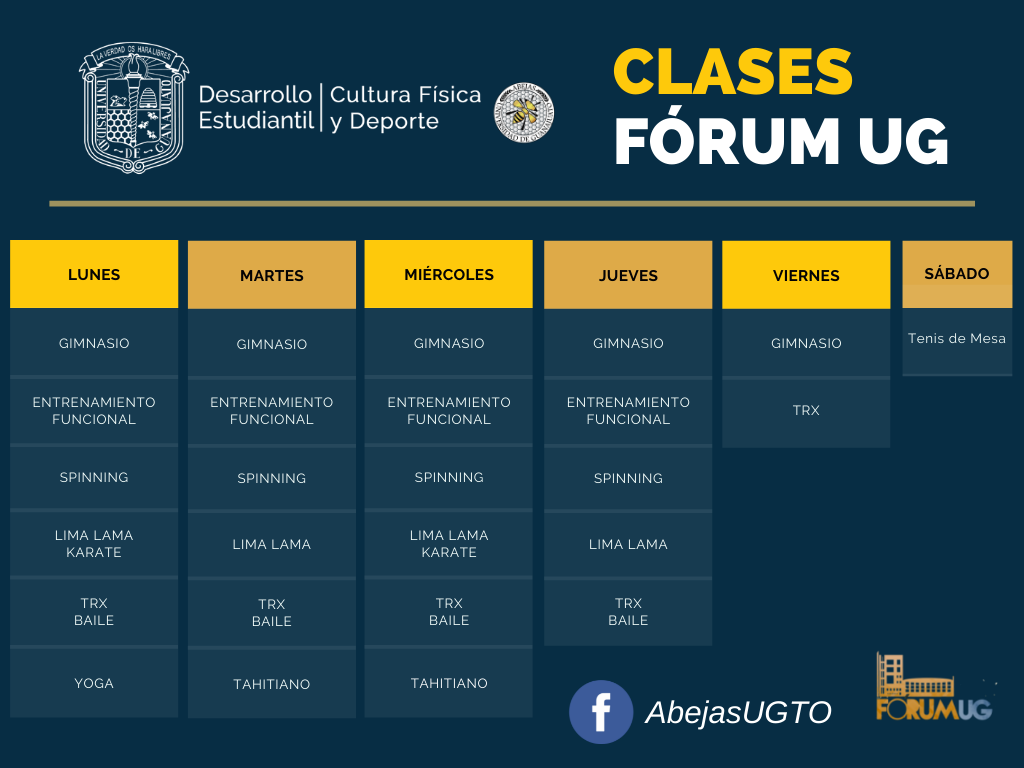 LA VERDAD OS HARA LIBRES
UNIVERSIDAD
DE
GUANAJUATO
Desarrollo
Estudiantil
Cultura Física
y Deporte
CLASES
FÓRUM UG
LUNES
GIMNASIO
ENTRENAMIENTO
FUNCIONAL
SPINNING
LIMA LAMA
KARATE
TRX
BAILE
YOGA
MARTES
GIMNASIO
ENTRENAMIENTO
FUNCIONAL
SPINNING
LIMA LAMA
TRX
BAILE
TAHITIANO
MIÉRCOLES
GIMNASIO
ENTRENAMIENTO
FUNCIONAL
SPINNING
LIMA LAMA
KARATE
TRX
BAILE
TAHITIANO
JUEVES
GIMNASIO
ENTRENAMIENTO
FUNCIONAL
SPINNING
LIMA LAMA
TRX
BAILE
VIERNES
GIMNASIO
TRX
SÁBADO
Tenis de Mesa
f
AbejasUGTO
FORUMUG